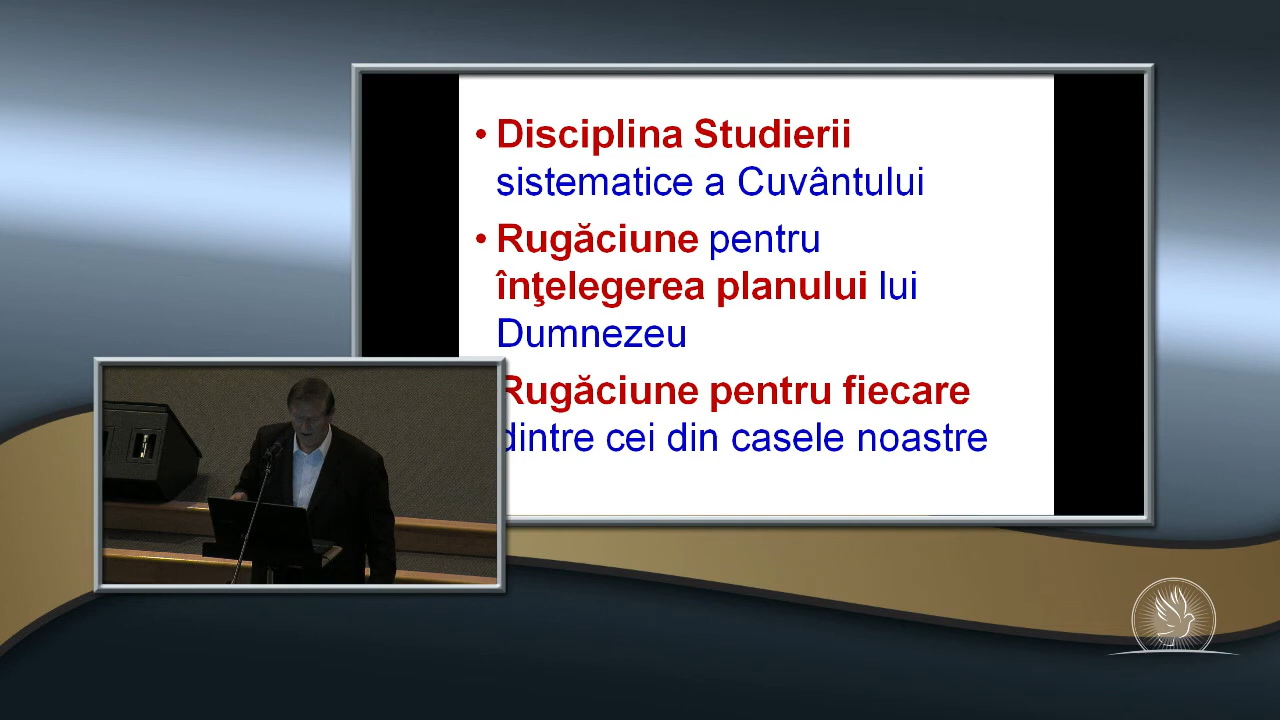 • Disciplina Studierii
sistematice a Cuvântului
• Rugăciune pentru
înţelegerea planului lui
Dumnezeu
Rugăciune pentru fiecare
dintre cei din casele noastre